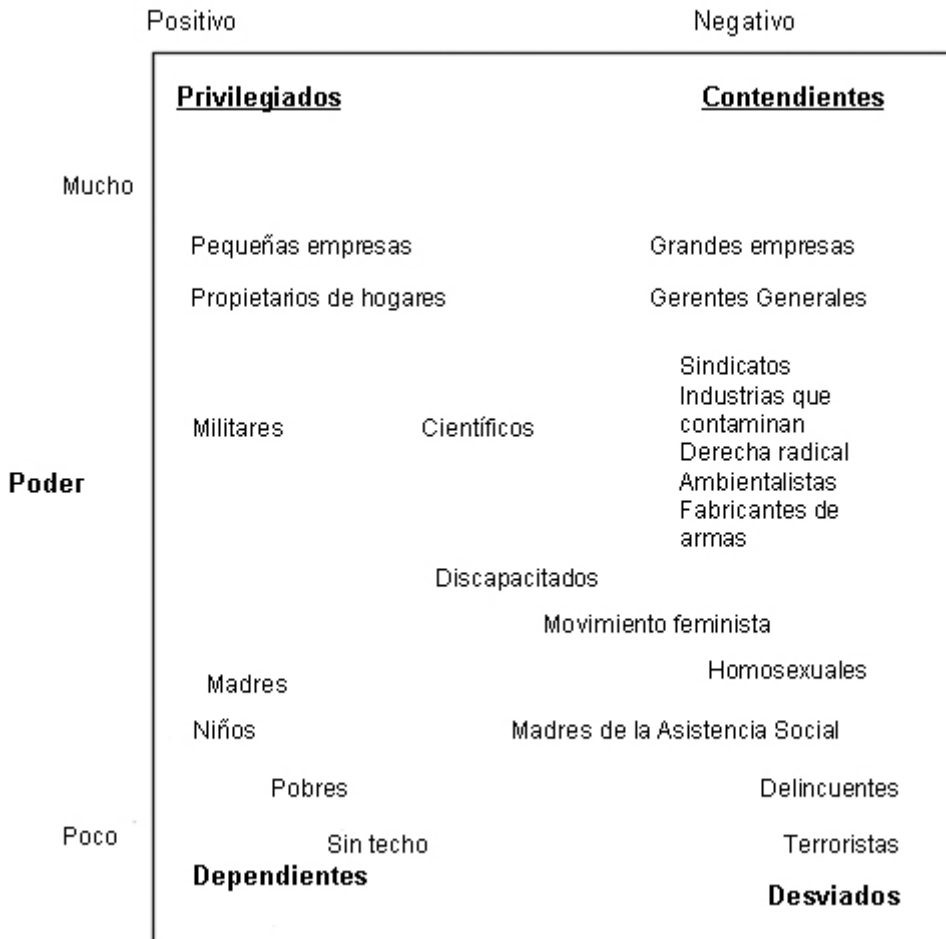 Positivo Negativo
Privilegiados Contendientes
Mucho
Pequeñas empresas Grandes empresas
Propietarios de hogares Gerentes Generales
Sindicatos
Industrias que
contaminan
Militares Científicos
Derecha radical
Poder
Ambientalistas
Fabricantes de
armas
Discapacitados
Movimiento feminista
Homosexuales
Madres
Niños Madres de la Asistencia Social
Pobres Delincuentes
Poco
Sin techo Terroristas
Dependientes
Desviados